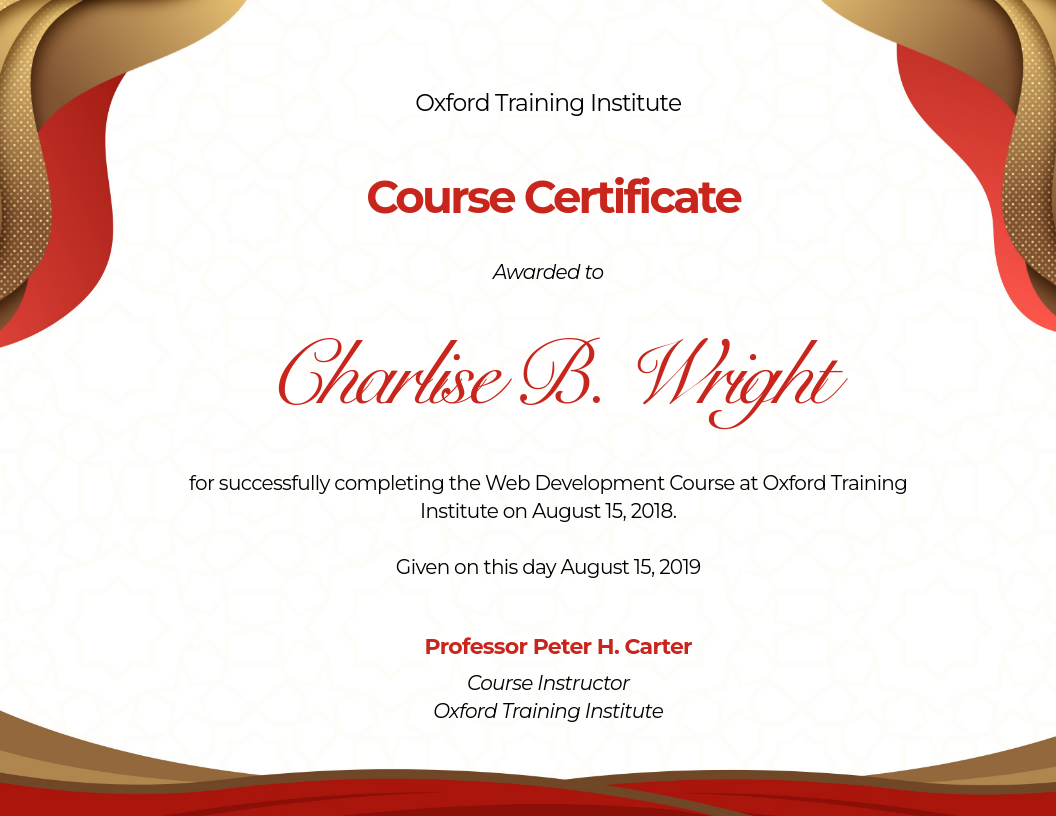 Oxford Training Institute
Course Certificate
Awarded to
Charlise B. Wright
for successfully completing the Web Development Course at Oxford Training
Institute on August 15, 2018.
Given on this day August 15, 2019
Professor Peter H. Carter
Course Instructor
Oxford Training Institute